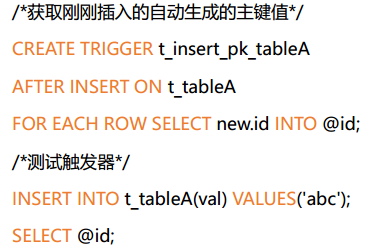 /*获取刚刚插入的自动生成的主键值*/
CREATE TRIGGER t_insert_pk_tableA
AFTER INSERT ON t_tableA
FOR EACH ROW SELECT new.id INTO @id;
/*测试触发器*/
INSERT INTO t_tableA(val) VALUES('abc');
SELECT @id;